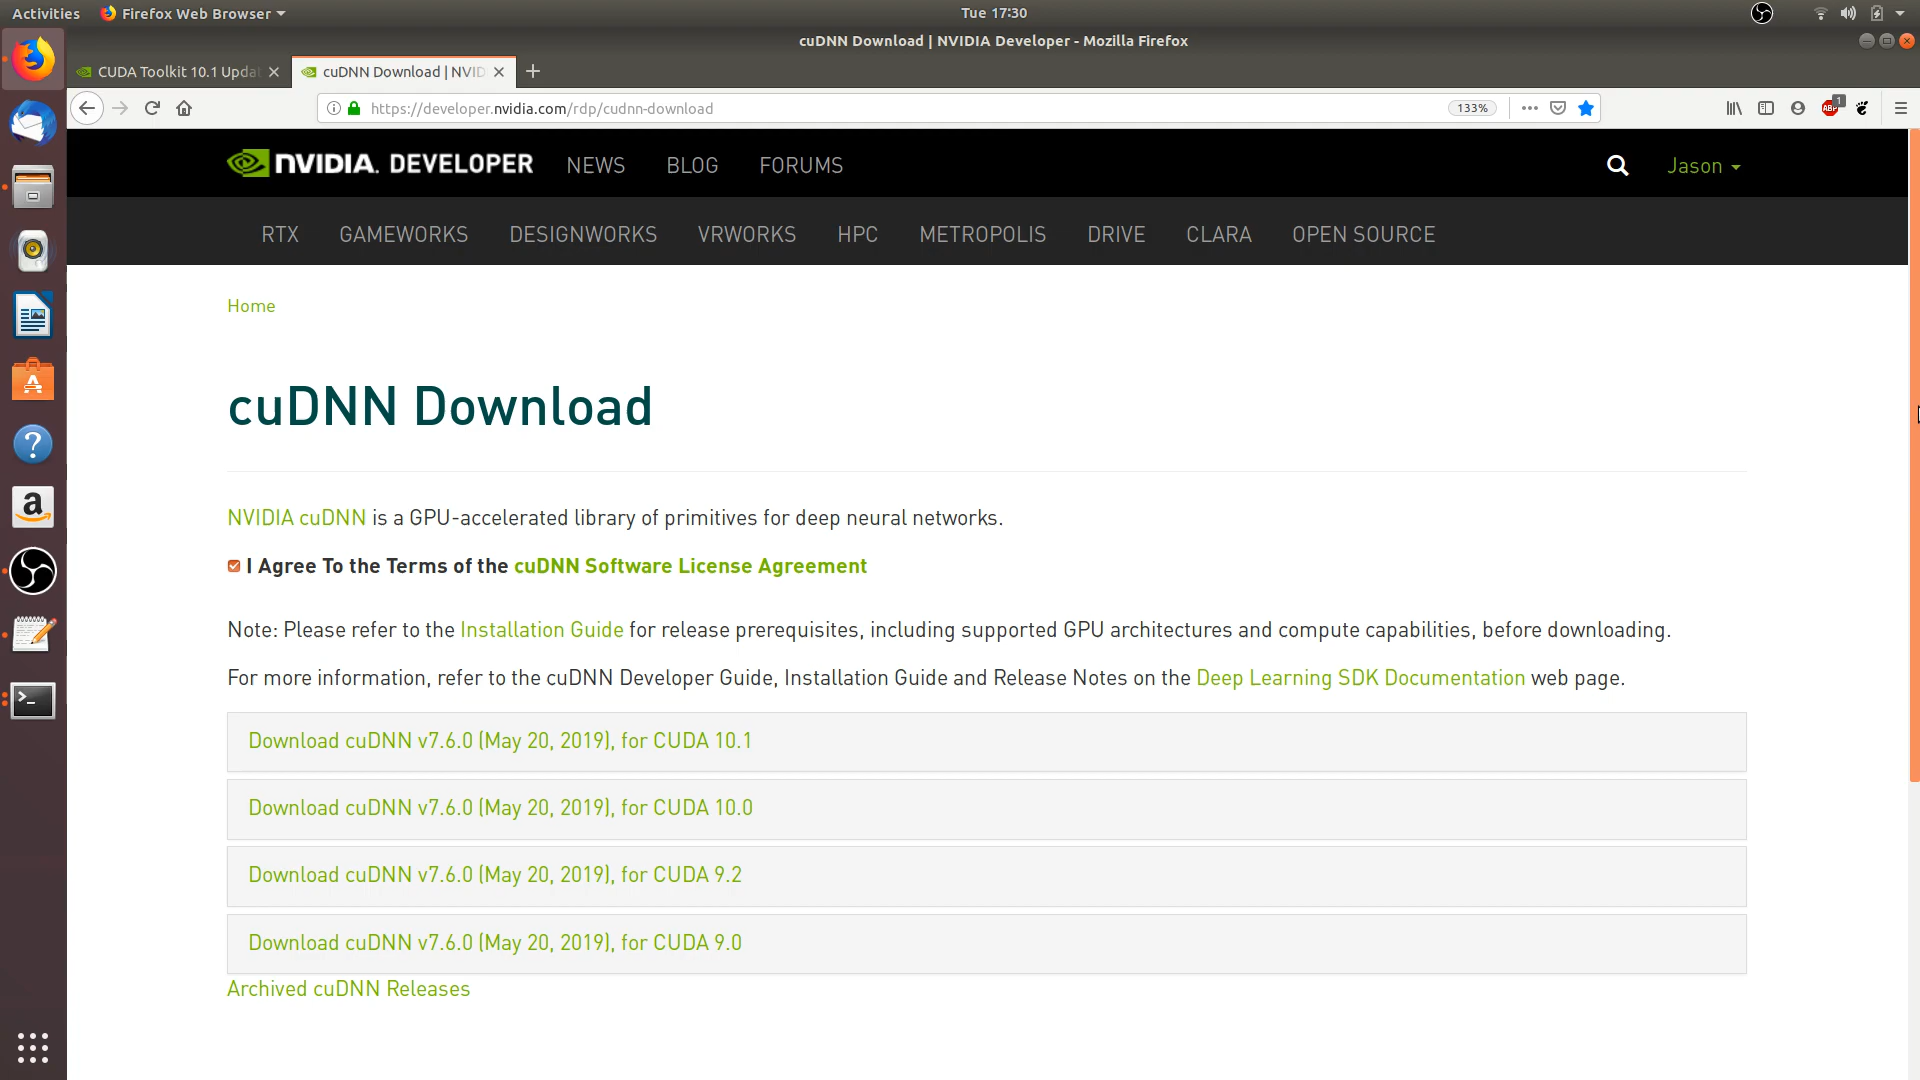 Activities Firefox Web Browser Tue 17:30
cuDNN Download | NVIDIA Developer - Mozilla Firefox
CUDA Toolkit 10.1 Updat cuDNN Download | NVID
https://developer.nvidia.com/rdp/cudnn-download 133% ABP 1
NVIDIA. DEVELOPER NEWS BLOG FORUMS Jason
RTX GAMEWORKS DESIGNWORKS VRWORKS HPC METROPOLIS DRIVE CLARA OPEN SOURCE
Home
cuDNN Download
NVIDIA cuDNN is a GPU-accelerated library of primitives for deep neural networks.
I Agree To the Terms of the cuDNN Software License Agreement
Note: Please refer to the Installation Guide for release prerequisites, including supported GPU architectures and compute capabilities, before downloading.
For more information, refer to the cuDNN Developer Guide, Installation Guide and Release Notes on the Deep Learning SDK Documentation web page.
Download cuDNN v7.6.0 (May 20, 2019), for CUDA 10.1
Download cuDNN v7.6.0 (May 20, 2019), for CUDA 10.0
Download cuDNN v7.6.0 (May 20, 2019), for CUDA 9.2
Download cuDNN v7.6.0 (May 20, 2019), for CUDA 9.0
Archived cuDNN Releases